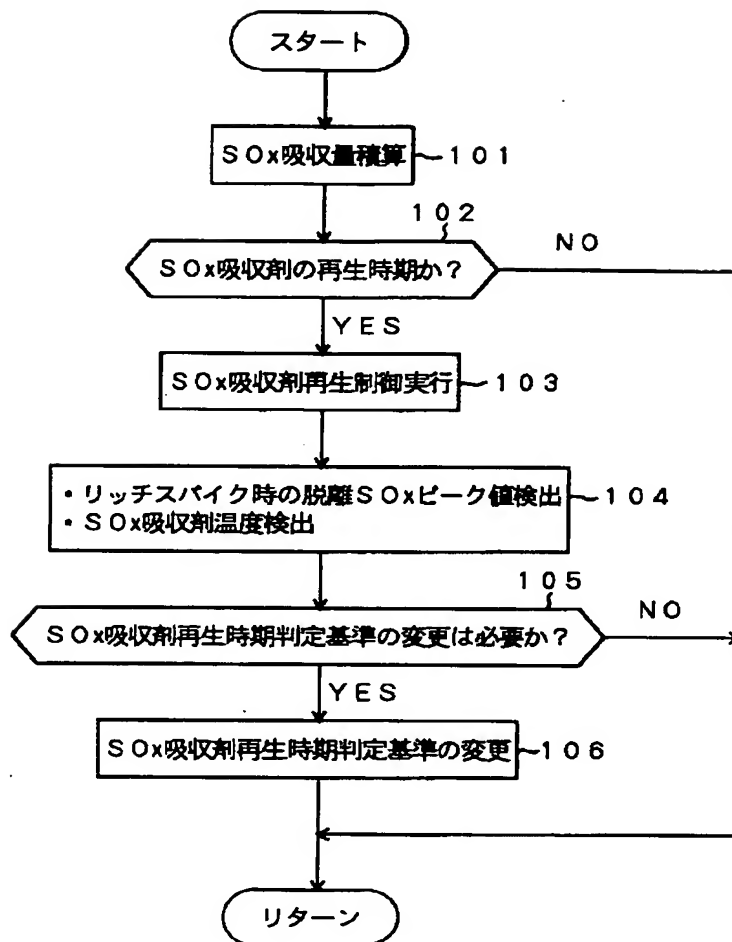 スタート
SOx吸収量積算
101
102
SOx吸収剤の再生時期か?
NO
YES
SOx吸収剤再生制御実行
103
・リッチスパイク時の脱離SOxピーク値検出
・SOx吸収剤温度検出
104
105
SOx吸収剤再生時期判定基準の変更は必要か?
NO
YES
SOx吸収剤再生時期判定基準の変更
106
リターン